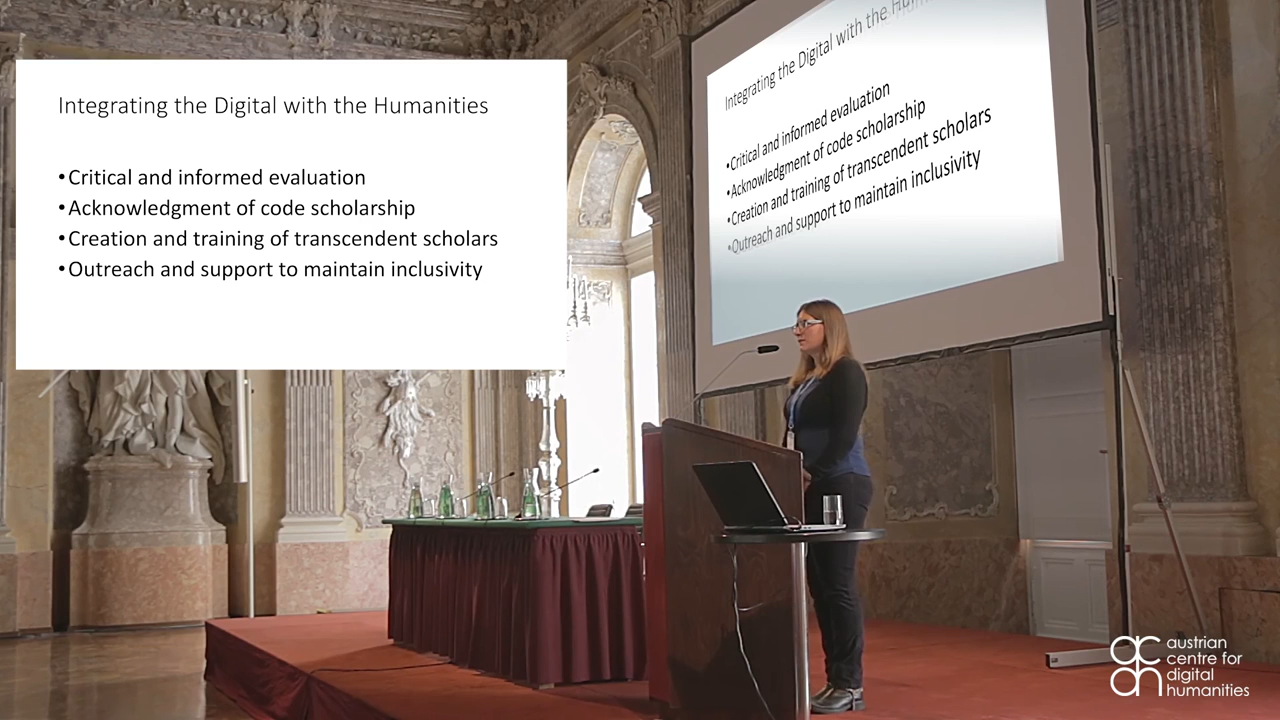 Integrating the Digital with the Humanities
•Critical and informed evaluation
•Acknowledgment of code scholarship
•Creation and training of transcendent scholars
•Outreach and support to maintain inclusivity
Integrating the Digital with the
•Critical and informed evaluation
•Acknowledgment of code scholarship
•Creation and training of transcendent scholars
•Outreach and support to maintain inclusivity
austrian
centre for
digital
humanities